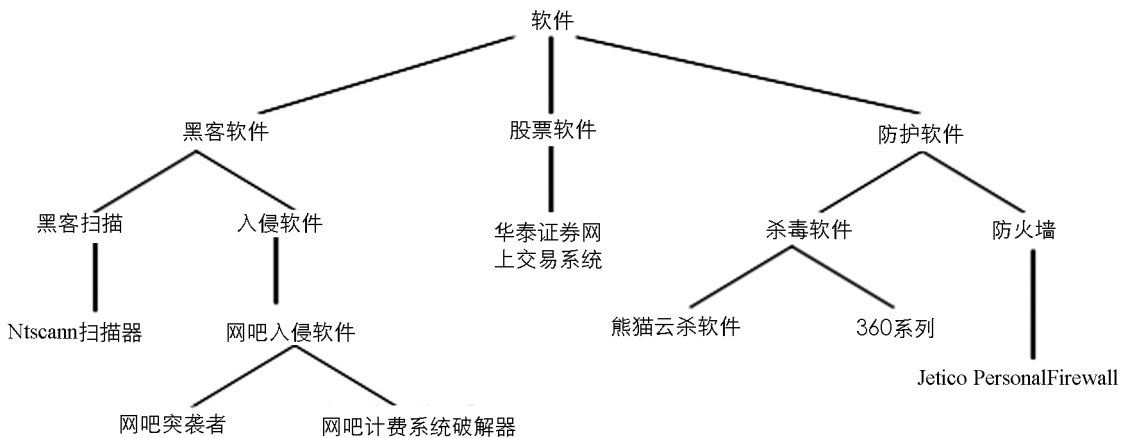 软件
黑客软件
股票软件
防护软件
黑客扫描
入侵软件
华泰证券网
上交易系统
杀毒软件
防火墙
Ntscann扫描器
网吧入侵软件
熊猫云杀软件
360系列
Jetico PersonalFirewall
网吧突袭者
网吧计费系统破解器